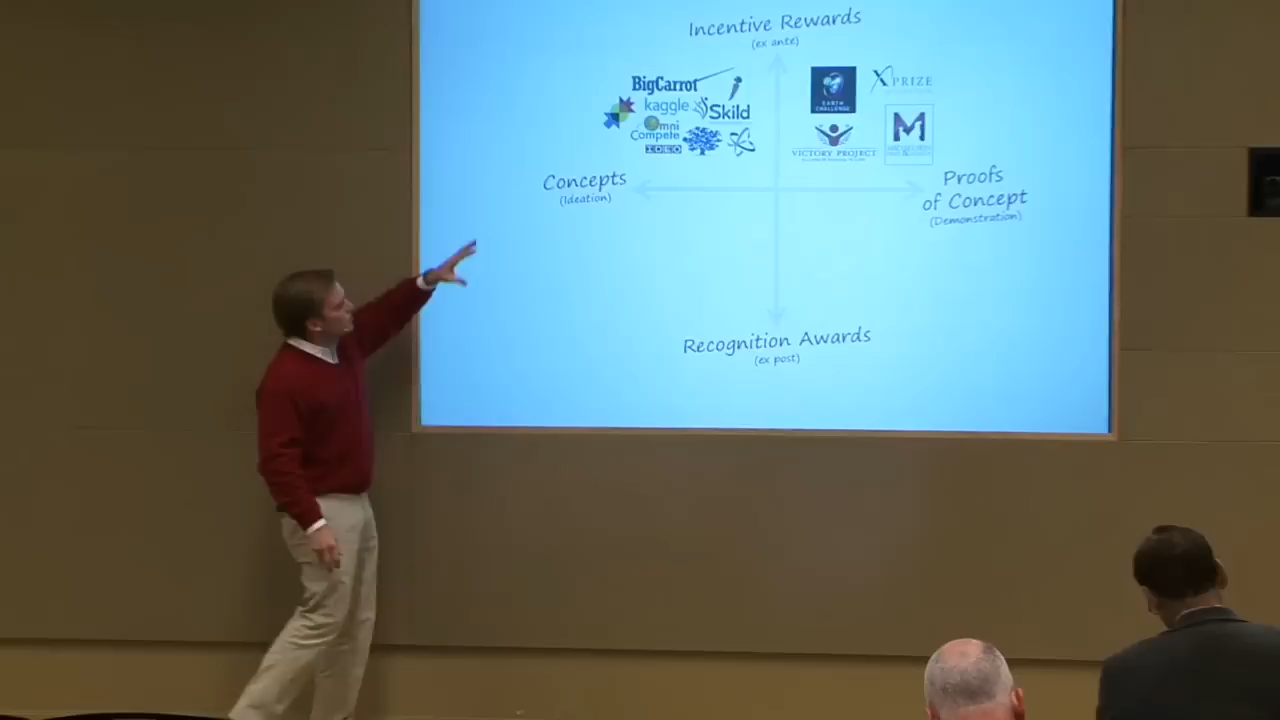 Incentive Rewards
(ex ante)
BigCarrot
kaggle
Skild
Omni
Compete
IDEO
EARTH
CHALLENGE
X PRIZE
M
VICTORY PROJECT
Concepts
(Ideation)
Proofs
of Concept
(Demonstration)
Recognition Awards
(ex post)